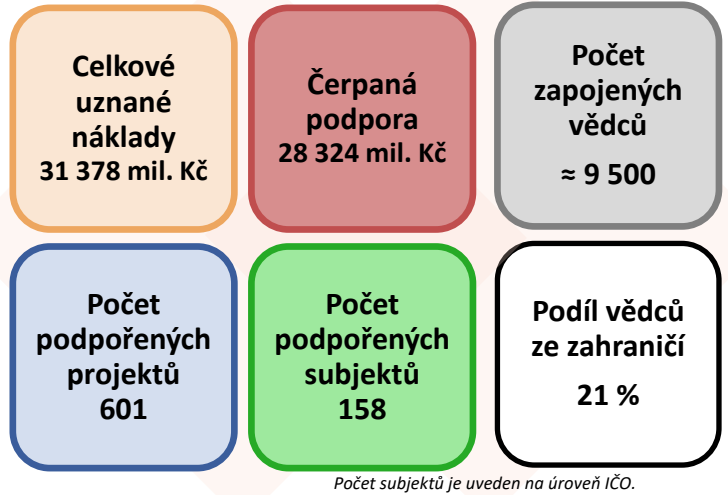 Celkové
uznané
náklady
31 378 mil. Kč
Čerpaná
podpora
28 324 mil. Kč
Počet
zapojených
vědců
≈ 9 500
Počet
podpořených
projektů
601
Počet
podpořených
subjektů
158
Podíl vědců
ze zahraničí
21 %
Počet subjektů je uveden na úroveň IČO.